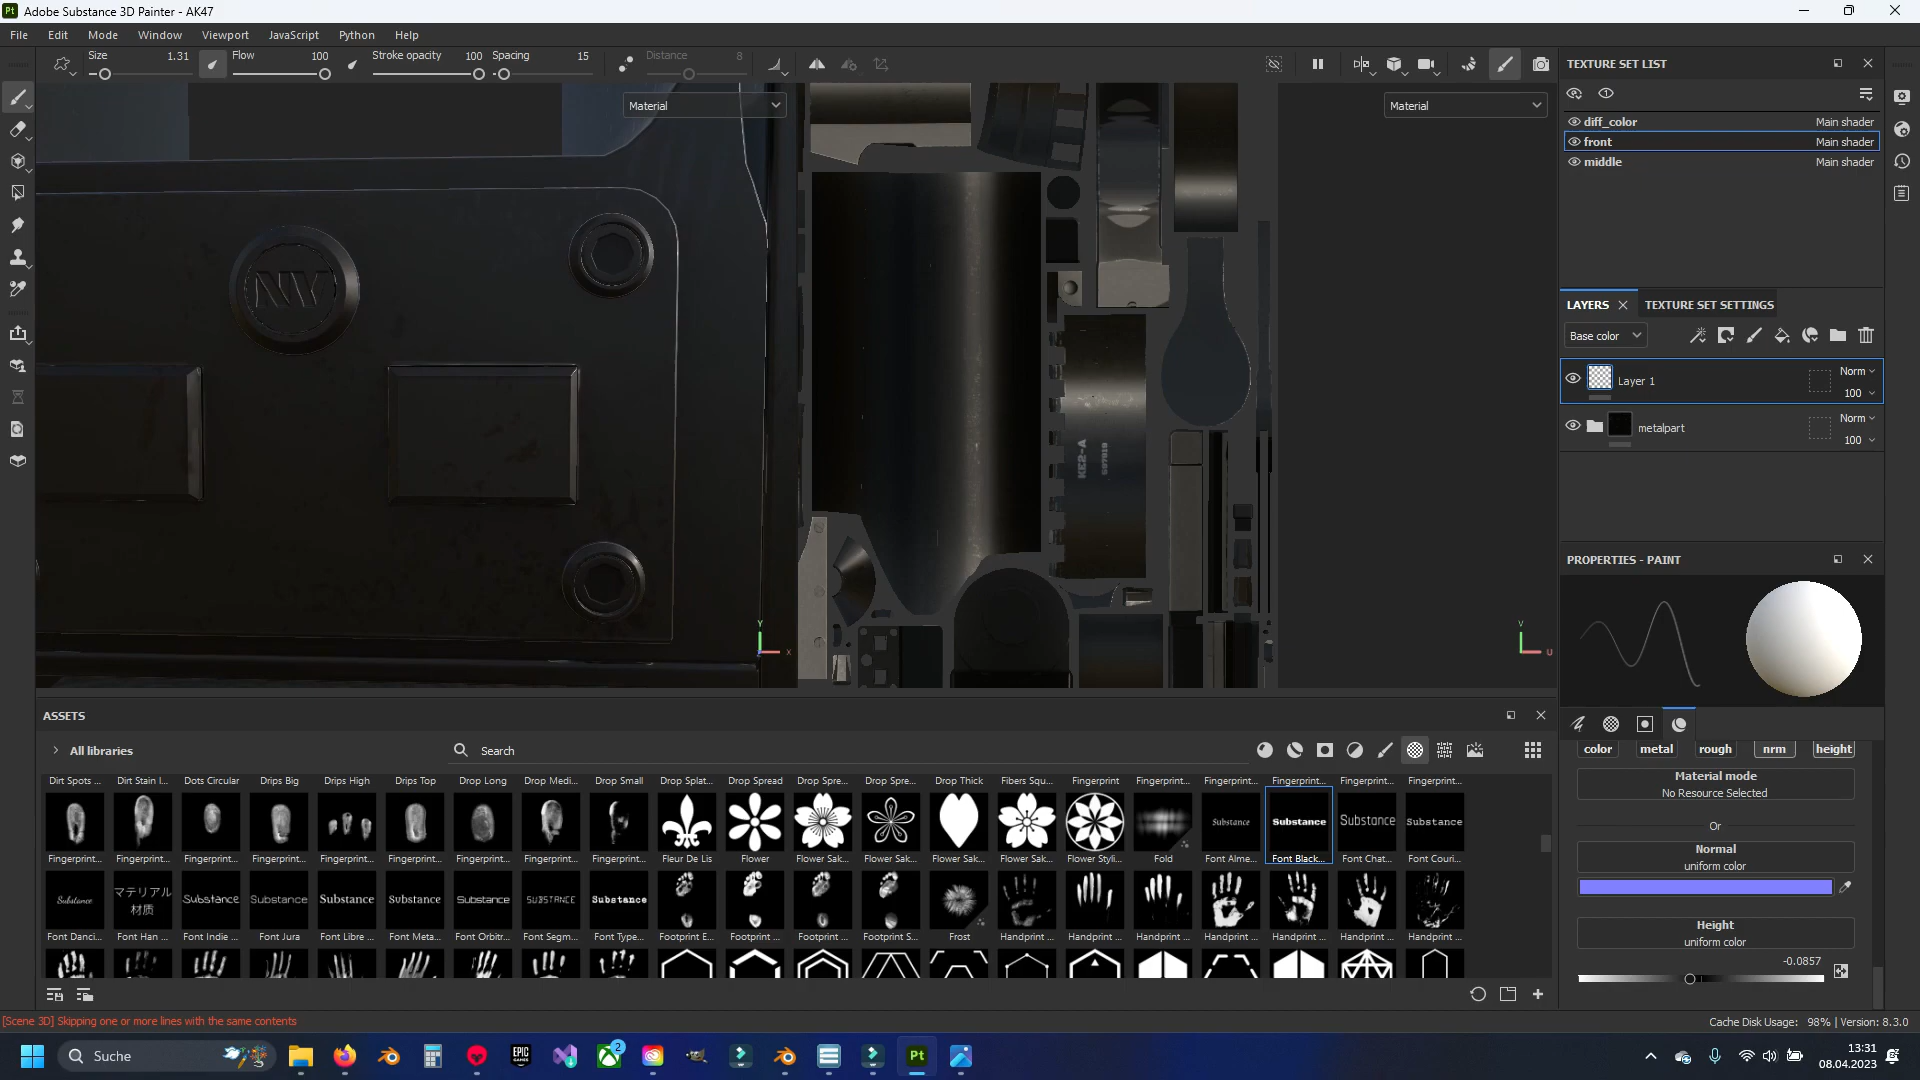 Adobe Substance 3D Painter - AK47
File Edit Mode Window Viewport JavaScript Python Help
Size 1.31 Flow 100 Stroke opacity 100 Spacing 15 Distance 8
Material
Material
NY
KE2-A
Y
X
V
U
TEXTURE SET LIST
diff_color Main shader
front Main shader
middle Main shader
LAYERS TEXTURE SET SETTINGS
Base color
Layer 1 Norm 100
metalpart Norm 100
PROPERTIES - PAINT
color metal rough nrm height
Material mode
No Resource Selected
Or
Normal
uniform color
Height
uniform color
-0.0857
ASSETS
All libraries Search
Dirt Spots ... Dirt Stain I... Dots Circular Drips Big Drips High Drips Top Drop Long Drop Medi... Drop Small Drop Splat... Drop Spread Drop Spre... Drop Spre... Drop Thick Fibers Squ... Fingerprint Fingerprint... Fingerprint... Fingerprint... Fingerprint... Fingerprint...
Substance Substance Substance Substance
Fingerprint... Fingerprint... Fingerprint... Fingerprint... Fingerprint... Fingerprint... Fingerprint... Fingerprint... Fingerprint... Fleur De Lis Flower Flower Sak... Flower Sak... Flower Sak... Flower Sak... Flower Styli... Fold Font Alme... Font Black... Font Chat... Font Couri...
Substance マテリアル 材质 Substance Substance Substance Substance Substance SUBSTANCE Substance
Font Danci... Font Han ... Font Indie ... Font Jura Font Libre ... Font Meta... Font Orbitr... Font Segm... Font Type... Footprint E... Footprint ... Footprint ... Footprint S... Frost Handprint ... Handprint ... Handprint ... Handprint ... Handprint ... Handprint ... Handprint ...
[Scene 3D] Skipping one or more lines with the same contents
Cache Disk Usage: 98% | Version: 8.3.0
Suche
EPIC GAMES
2
Pt
13:31
08.04.2023